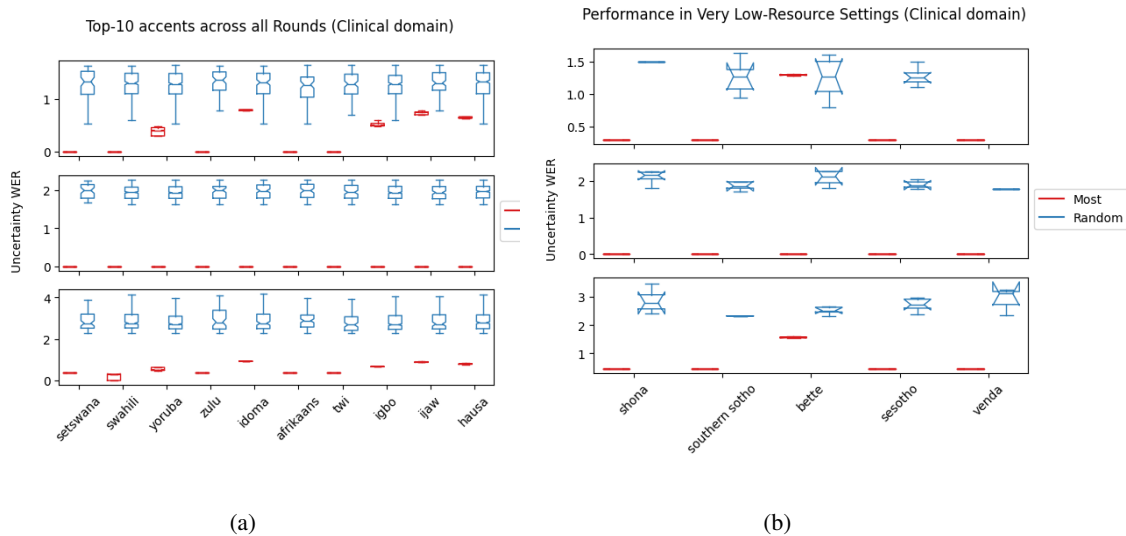 Top-10 accents across all Rounds (Clinical domain)
Uncertainty WER
1
0
2
1
0
4
2
0
setswana
swahili
yoruba
zulu
idoma
afrikaans
twi
igbo
ijaw
hausa
(a)
Performance in Very Low-Resource Settings (Clinical domain)
Uncertainty WER
1.5
1.0
0.5
2
1
0
3
2
1
shona
southern sotho
bette
sesotho
venda
Most
Random
(b)